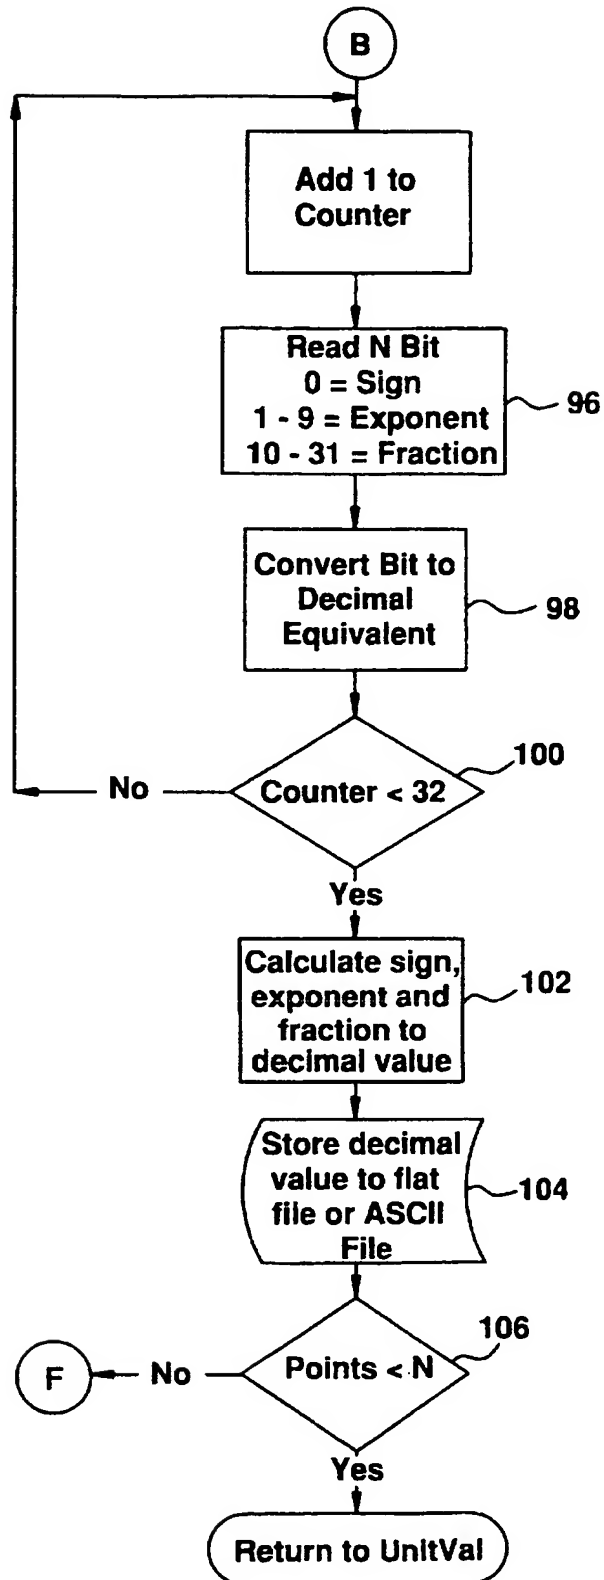 B
Add 1 to
Counter
Read N Bit
0 = Sign
1 - 9 = Exponent
10 - 31 = Fraction
96
Convert Bit to
Decimal
Equivalent
98
100
Counter < 32
No
Yes
Calculate sign,
exponent and
fraction to
decimal value
102
Store decimal
value to flat
file or ASCII
File
104
106
Points < N
No
F
Yes
Return to UnitVal